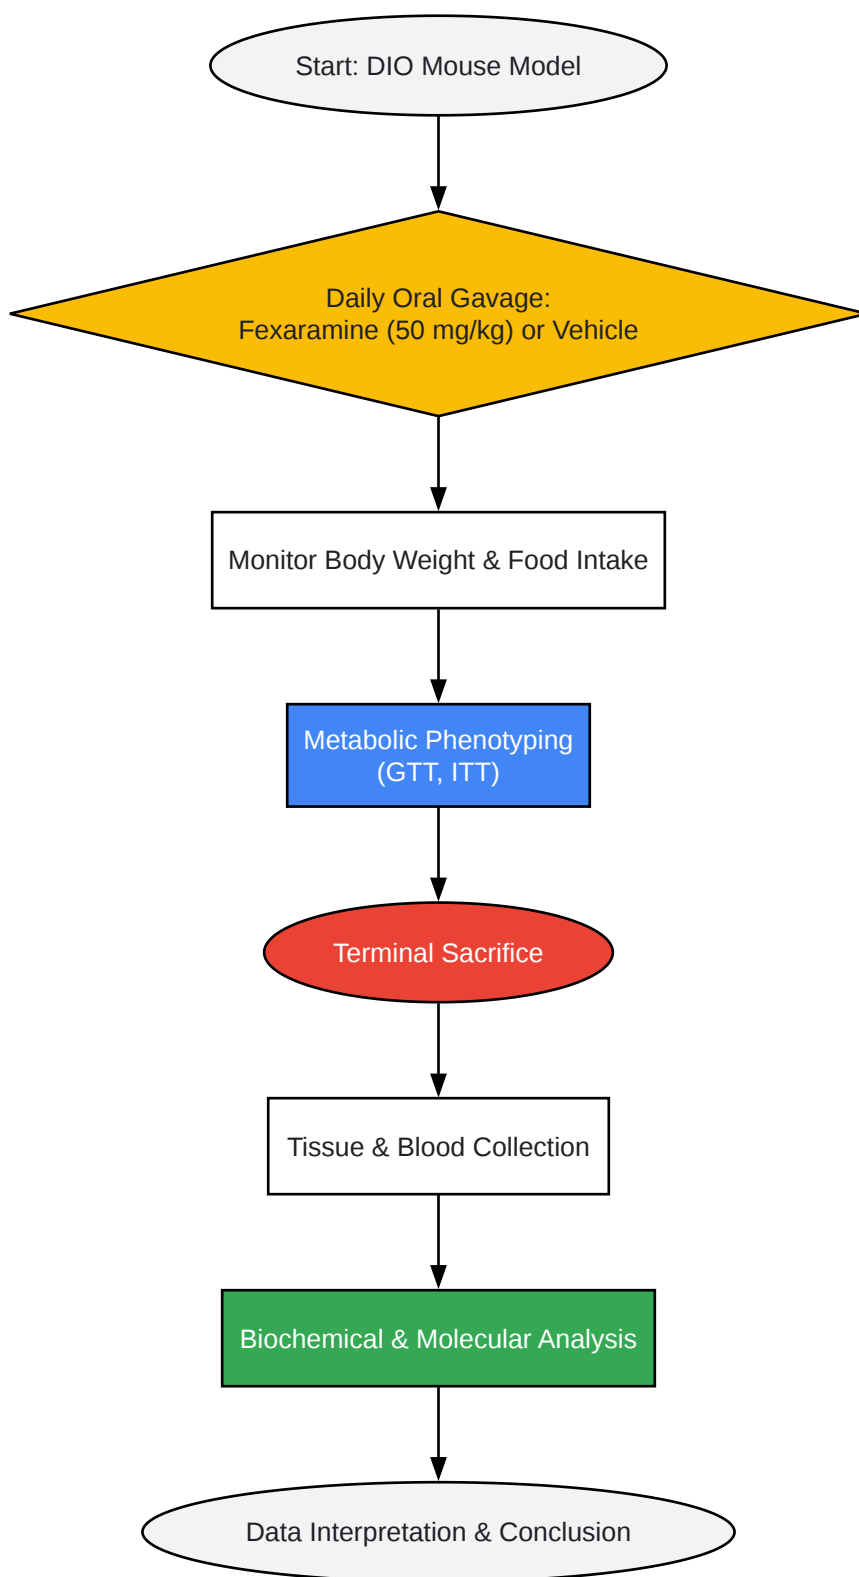 Start: DIO Mouse Model
Daily Oral Gavage:
Fexaramine (50 mg/kg) or Vehicle
Monitor Body Weight & Food Intake
Metabolic Phenotyping
(GTT, ITT)
Terminal Sacrifice
Tissue & Blood Collection
Biochemical & Molecular Analysis
Data Interpretation & Conclusion